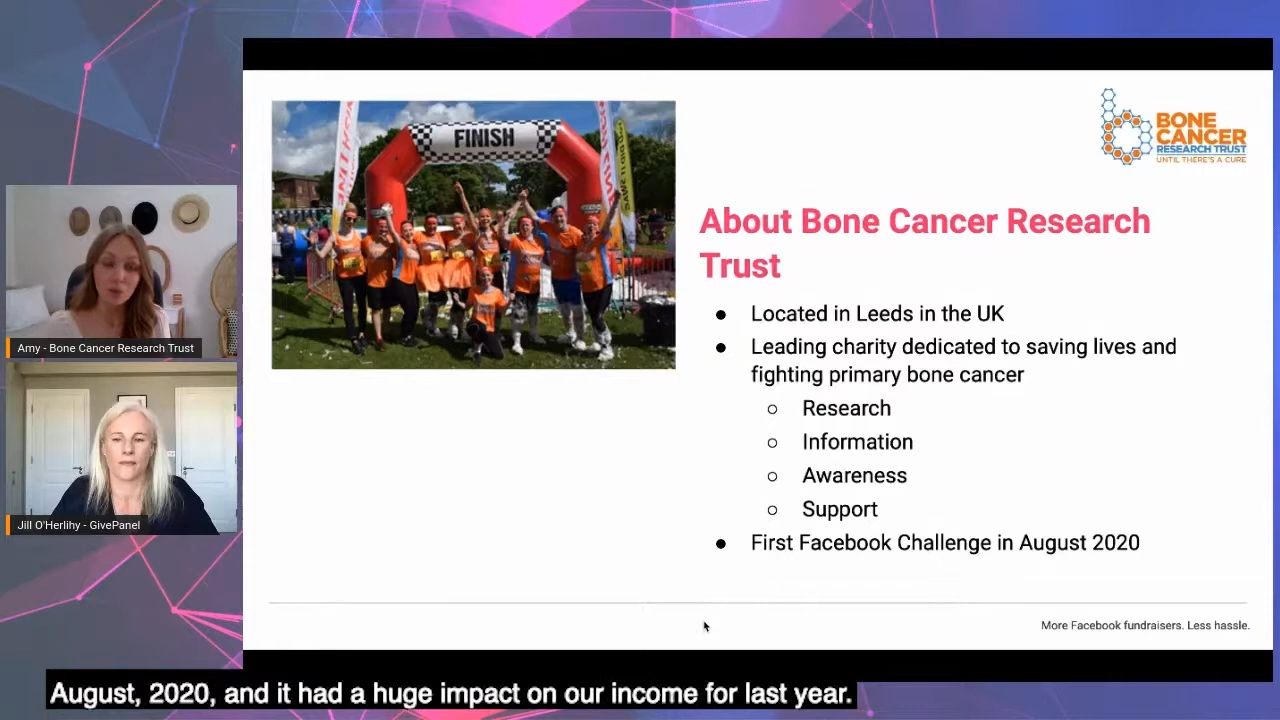 FINISH
BONE
CANCER
RESEARCH TRUST
UNTIL THERE'S A CURE
About Bone Cancer Research
Trust
● Located in Leeds in the UK
● Leading charity dedicated to saving lives and
fighting primary bone cancer
○ Research
○ Information
○ Awareness
○ Support
● First Facebook Challenge in August 2020
More Facebook fundraisers. Less hassle.
Amy - Bone Cancer Research Trust
Jill O'Herlihy - GivePanel
August, 2020, and it had a huge impact on our income for last year.